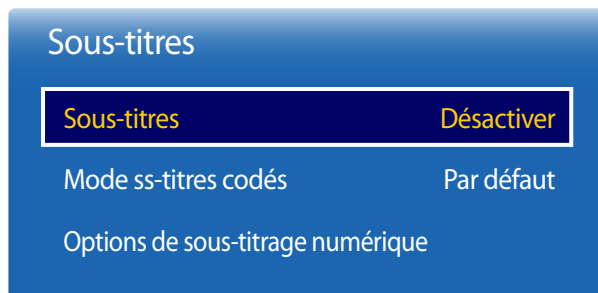 Sous-titres
Sous-titres Désactiver
Mode ss-titres codés Par défaut
Options de sous-titrage numérique